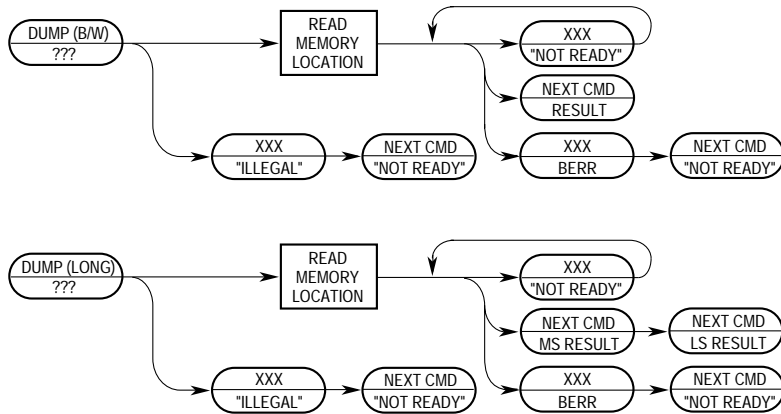 DUMP (B/W)
???
READ
MEMORY
LOCATION
XXX
"NOT READY"
NEXT CMD
RESULT
XXX
"ILLEGAL"
NEXT CMD
"NOT READY"
XXX
BERR
NEXT CMD
"NOT READY"
DUMP (LONG)
???
READ
MEMORY
LOCATION
XXX
"NOT READY"
NEXT CMD
MS RESULT
NEXT CMD
LS RESULT
XXX
"ILLEGAL"
NEXT CMD
"NOT READY"
XXX
BERR
NEXT CMD
"NOT READY"